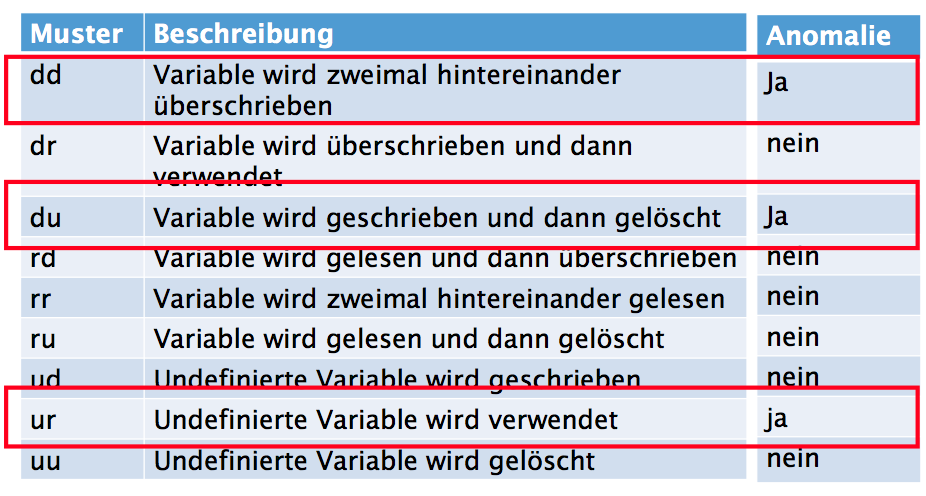 Muster Beschreibung Anomalie
dd Variable wird zweimal hintereinander Ja
überschrieben
dr Variable wird überschrieben und dann nein
verwendet
du Variable wird geschrieben und dann gelöscht Ja
rd Variable wird gelesen und dann überschrieben nein
rr Variable wird zweimal hintereinander gelesen nein
ru Variable wird gelesen und dann gelöscht nein
ud Undefinierte Variable wird geschrieben nein
ur Undefinierte Variable wird verwendet ja
uu Undefinierte Variable wird gelöscht nein